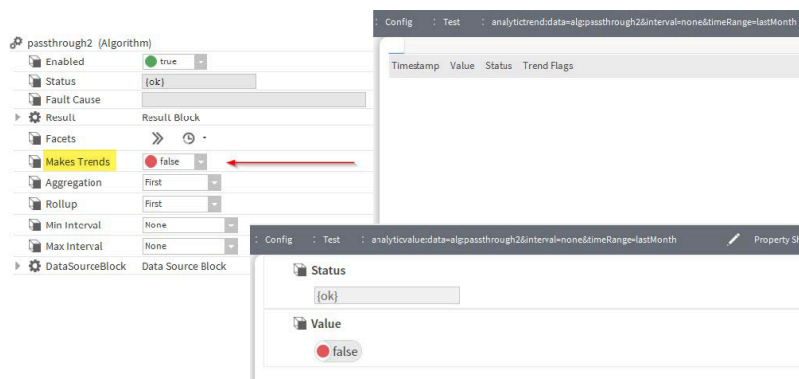 passthrough2 (Algorithm)
Enabled true
Status {ok}
Fault Cause
Result Result Block
Facets
Makes Trends false
Aggregation First
Rollup First
Min Interval None
Max Interval None
DataSourceBlock Data Source Block
: Config : Test : analytictrend:data=alg:passthrough2&interval=none&timeRange=lastMonth
Timestamp Value Status Trend Flags
: Config : Test : analyticvalue:data=alg:passthrough2&interval=none&timeRange=lastMonth Property Sh
Status
{ok}
Value
false